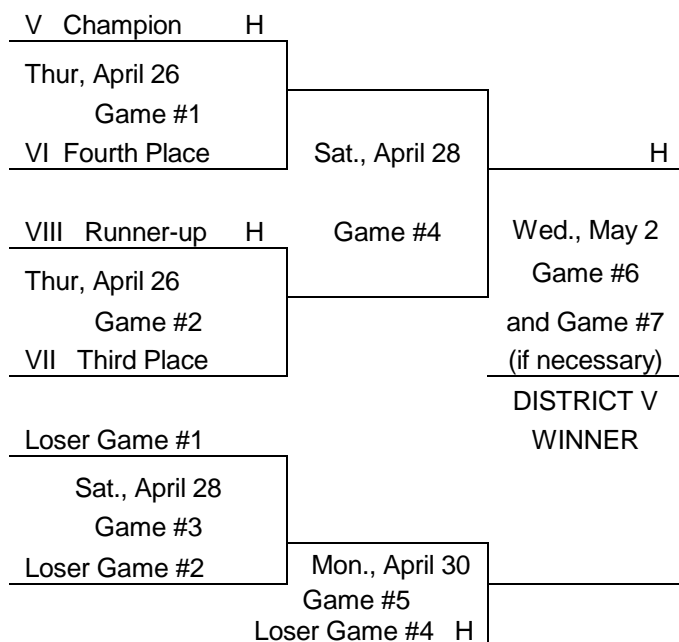 V Champion H
Thur, April 26
Game #1
VI Fourth Place
Sat., April 28
H
VIII Runner-up H
Game #4
Wed., May 2
Thur, April 26
Game #6
Game #2
and Game #7
VII Third Place
(if necessary)
DISTRICT V
Loser Game #1
WINNER
Sat., April 28
Game #3
Loser Game #2
Mon., April 30
Game #5
Loser Game #4 H